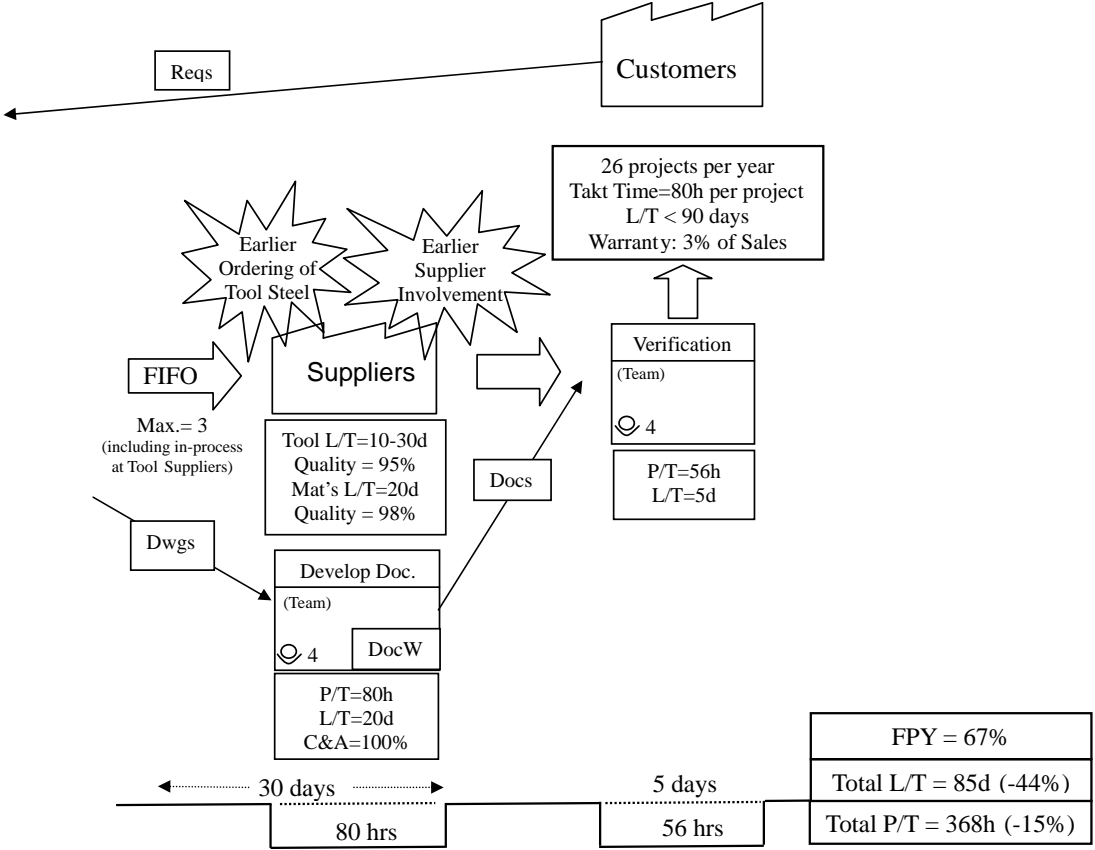 Customers
Reqs
26 projects per year
Takt Time=80h per project
L/T < 90 days
Warranty: 3% of Sales
Earlier
Ordering of
Tool Steel
Earlier
Supplier
Involvement
FIFO
Max.= 3
(including in-process
at Tool Suppliers)
Suppliers
Tool L/T=10-30d
Quality = 95%
Mat's L/T=20d
Quality = 98%
Verification
(Team)
4
P/T=56h
L/T=5d
Docs
Dwgs
Develop Doc.
(Team)
4
DocW
P/T=80h
L/T=20d
C&A=100%
30 days
80 hrs
5 days
56 hrs
FPY = 67%
Total L/T = 85d (-44%)
Total P/T = 368h (-15%)